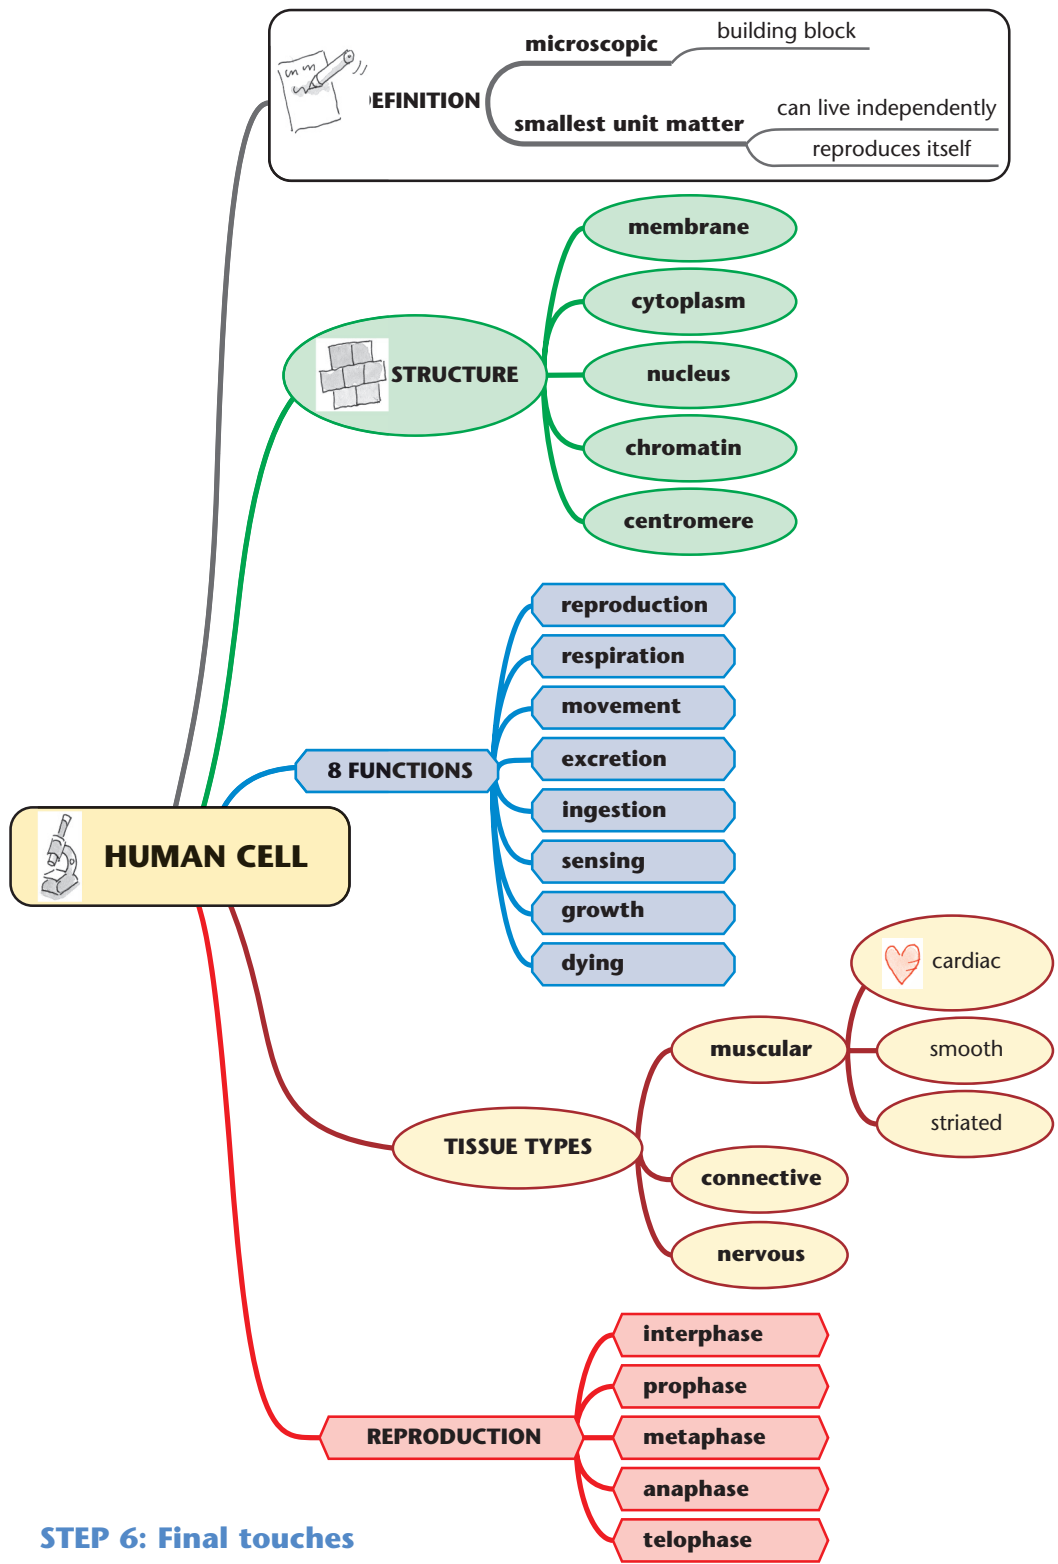 building block
microscopic
EFINITION
can live independently
smallest unit matter
reproduces itself
membrane
cytoplasm
STRUCTURE
nucleus
chromatin
centromere
reproduction
respiration
movement
excretion
8 FUNCTIONS
ingestion
HUMAN CELL
sensing
growth
dying
cardiac
muscular
smooth
striated
TISSUE TYPES
connective
nervous
interphase
prophase
REPRODUCTION
metaphase
anaphase
telophase
STEP 6: Final touches